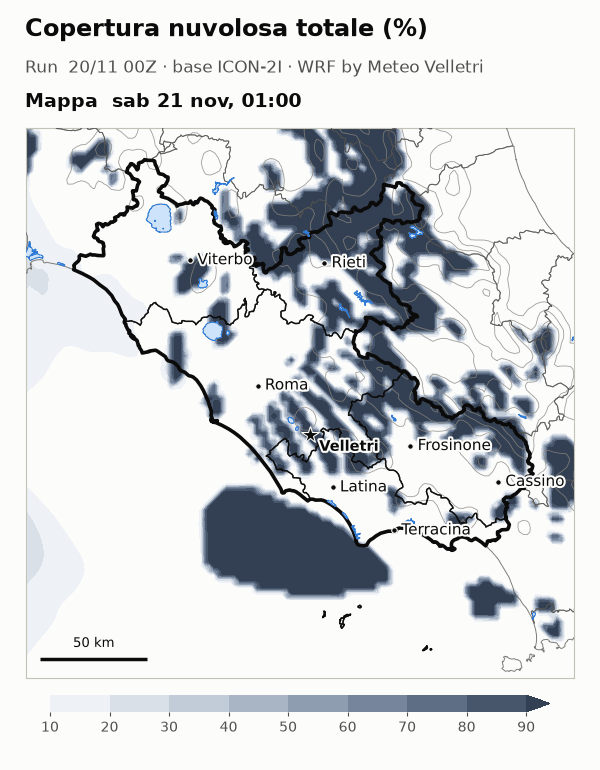 Copertura nuvolosa totale (%)
Run 20/11 00Z · base ICON-2I · WRF by Meteo Velletri
Mappa sab 21 nov, 01:00
Viterbo
Rieti
Roma
Velletri
Frosinone
Cassino
Latina
Terracina
50 km
10 20 30 40 50 60 70 80 90